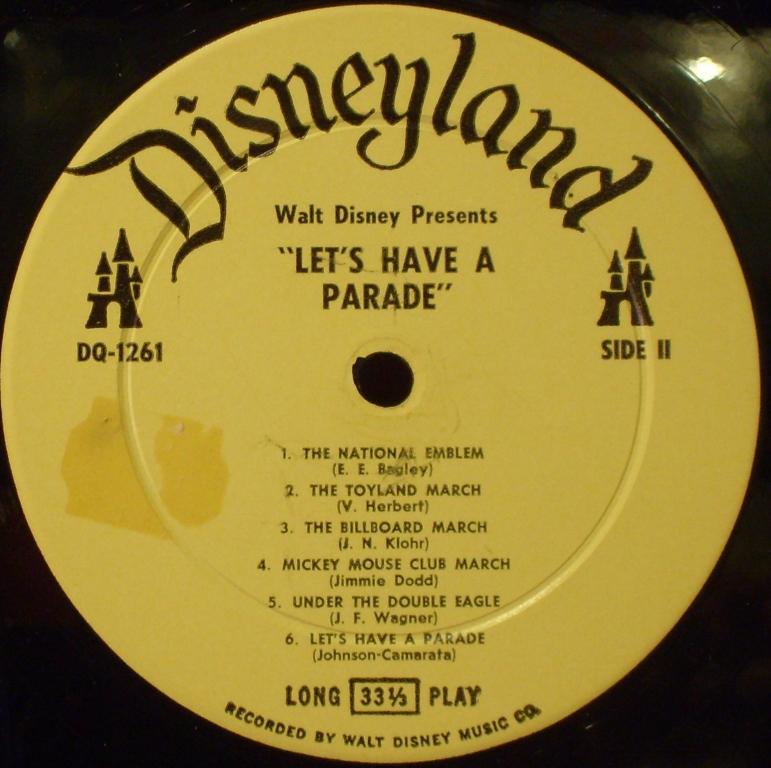 Disneyland
Walt Disney Presents
"LET'S HAVE A
PARADE"
DQ-1261
SIDE II
1. THE NATIONAL EMBLEM
(E. E. Bagley)
2. THE TOYLAND MARCH
(V. Herbert)
3. THE BILLBOARD MARCH
(J. N. Klohr)
4. MICKEY MOUSE CLUB MARCH
(Jimmie Dodd)
5. UNDER THE DOUBLE EAGLE
(J. F. Wagner)
6. LET'S HAVE A PARADE
(Johnson-Camarata)
LONG 33⅓ PLAY
RECORDED BY WALT DISNEY MUSIC CO.